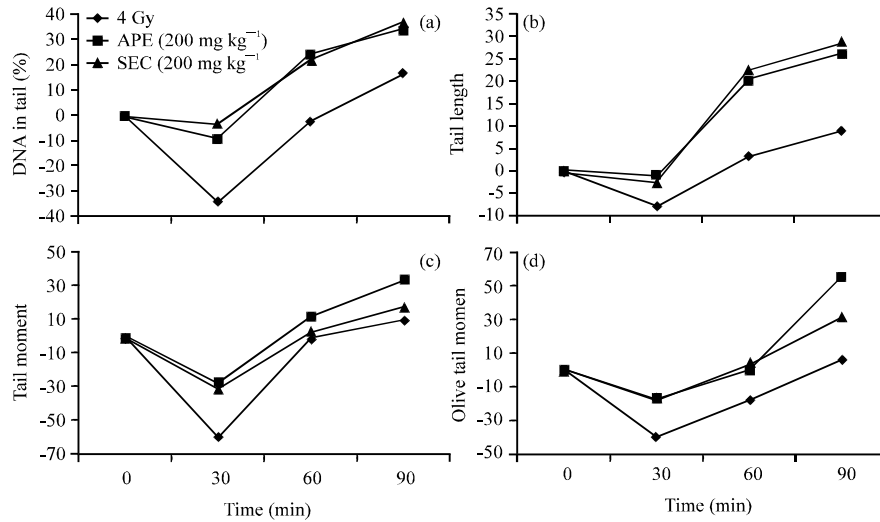 (a)
4 Gy
APE (200 mg kg⁻¹)
SEC (200 mg kg⁻¹
DNA in tail (%)
40
30
20
10
0
-10
-20
-30
-40
(b)
Tail length
30
25
20
15
10
5
0
-5
-10
(c)
Tail moment
50
30
10
-10
-30
-50
-70
0 30 60 90
Time (min)
(d)
Olive tail momen
70
50
30
10
-10
-30
-50
0 30 60 90
Time (min)